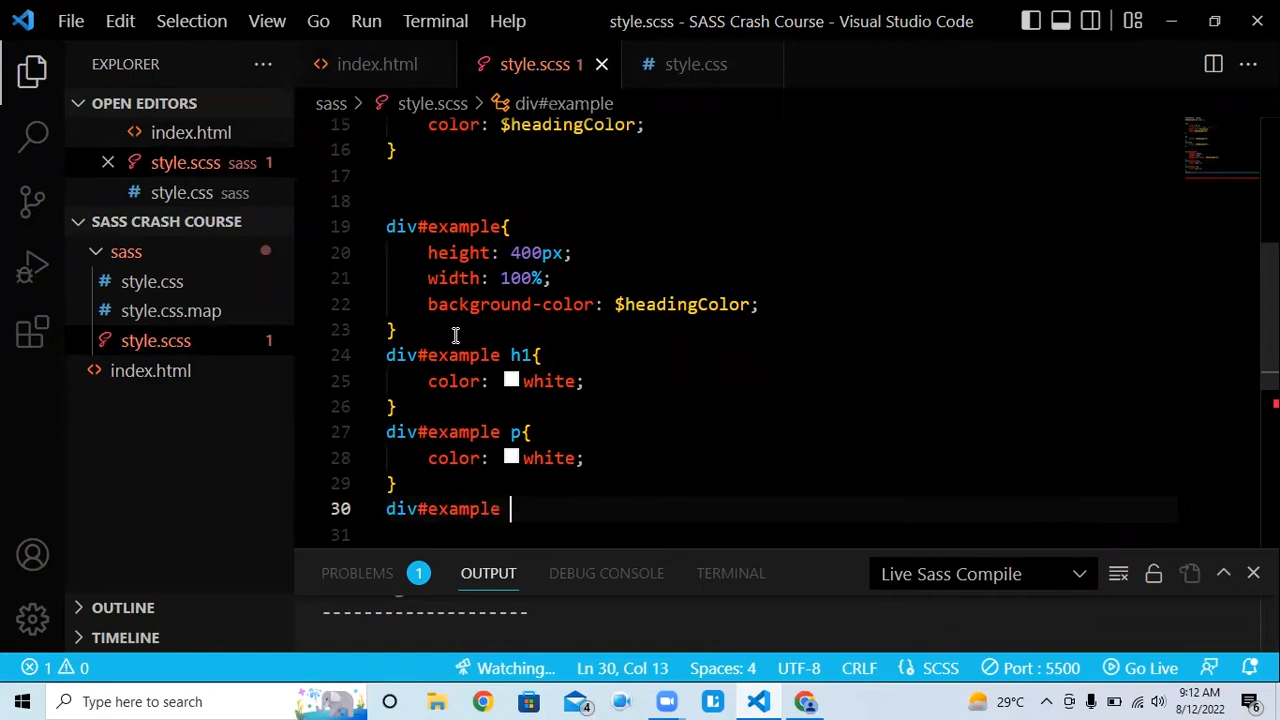 File Edit Selection View Go Run Terminal Help style.scss - SASS Crash Course - Visual Studio Code
EXPLORER
OPEN EDITORS
index.html
style.scss sass 1
style.css sass
SASS CRASH COURSE
sass
style.css
style.css.map
style.scss 1
index.html
OUTLINE
TIMELINE
index.html style.scss 1 style.css
sass > style.scss > div#example
15 color: $headingColor;
16 }
17
18
19 div#example{
20 height: 400px;
21 width: 100%;
22 background-color: $headingColor;
23 }
24 div#example h1{
25 color: white;
26 }
27 div#example p{
28 color: white;
29 }
30 div#example
31
PROBLEMS 1 OUTPUT DEBUG CONSOLE TERMINAL Live Sass Compile
--------------------
1 0 Watching... Ln 30, Col 13 Spaces: 4 UTF-8 CRLF SCSS Port : 5500 Go Live
Type here to search 4 29°C 9:12 AM
8/12/2022 6